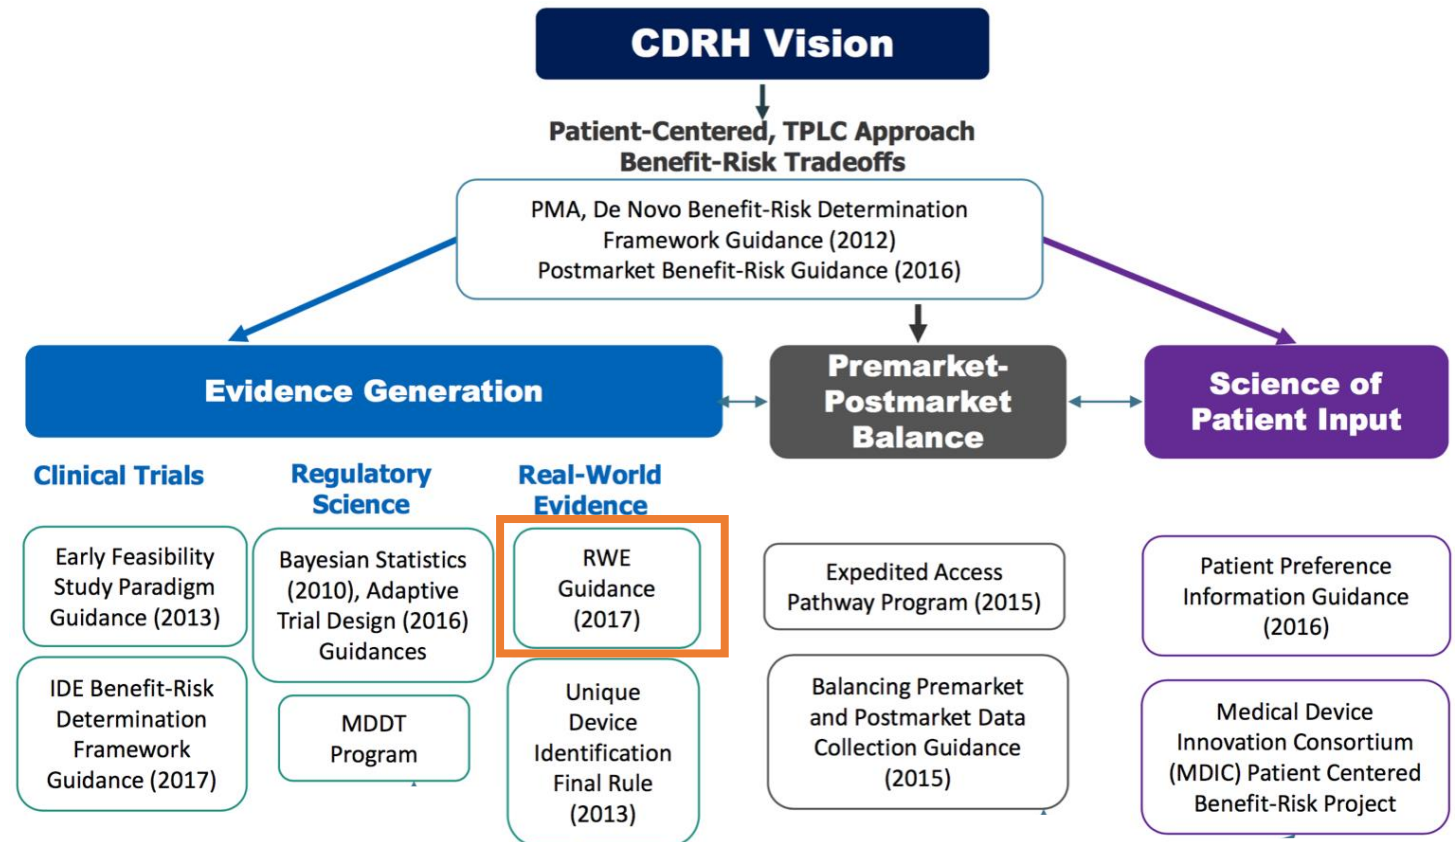 CDRH Vision
Patient-Centered, TPLC Approach
Benefit-Risk Tradeoffs
PMA, De Novo Benefit-Risk Determination
Framework Guidance (2012)
Postmarket Benefit-Risk Guidance (2016)
Evidence Generation
Premarket-
Postmarket
Balance
Science of
Patient Input
Clinical Trials
Early Feasibility
Study Paradigm
Guidance (2013)
IDE Benefit-Risk
Determination
Framework
Guidance (2017)
Regulatory
Science
Bayesian Statistics
(2010), Adaptive
Trial Design (2016)
Guidances
MDDT
Program
Real-World
Evidence
RWE
Guidance
(2017)
Unique
Device
Identification
Final Rule
(2013)
Expedited Access
Pathway Program (2015)
Balancing Premarket
and Postmarket Data
Collection Guidance
(2015)
Patient Preference
Information Guidance
(2016)
Medical Device
Innovation Consortium
(MDIC) Patient Centered
Benefit-Risk Project